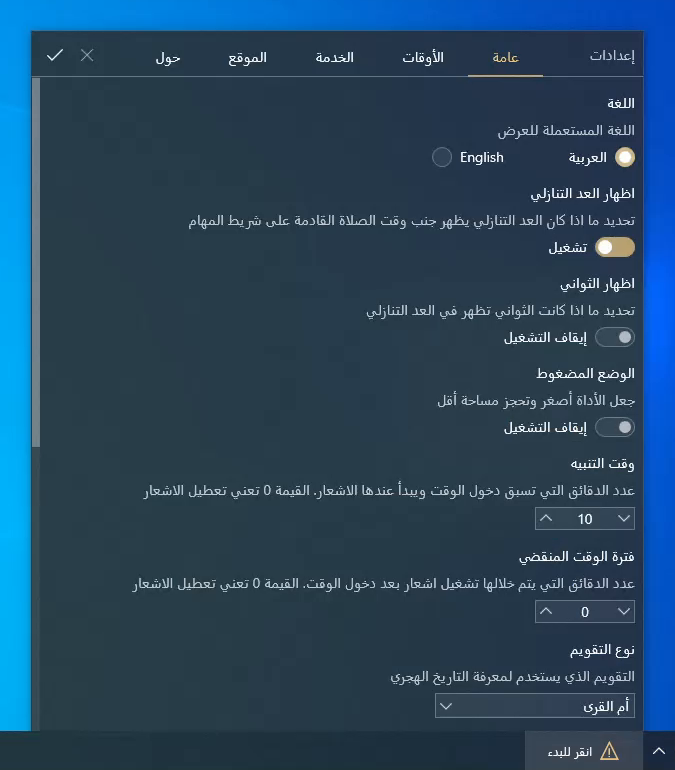 إعدادات
عامة
الأوقات
الخدمة
الموقع
حول
اللغة
اللغة المستعملة للعرض
العربية
English
اظهار العد التنازلي
تحديد ما اذا كان العد التنازلي يظهر جنب وقت الصلاة القادمة على شريط المهام
تشغيل
اظهار الثواني
تحديد ما اذا كانت الثواني تظهر في العد التنازلي
إيقاف التشغيل
الوضع المضغوط
جعل الأداة أصغر وتحجز مساحة أقل
إيقاف التشغيل
وقت التنبيه
عدد الدقائق التي تسبق دخول الوقت ويبدأ عندها الاشعار. القيمة 0 تعني تعطيل الاشعار
10
فترة الوقت المنقضي
عدد الدقائق التي يتم خلالها تشغيل اشعار بعد دخول الوقت. القيمة 0 تعني تعطيل الاشعار
0
نوع التقويم
التقويم الذي يستخدم لمعرفة التاريخ الهجري
أم القرى
انقر للبدء